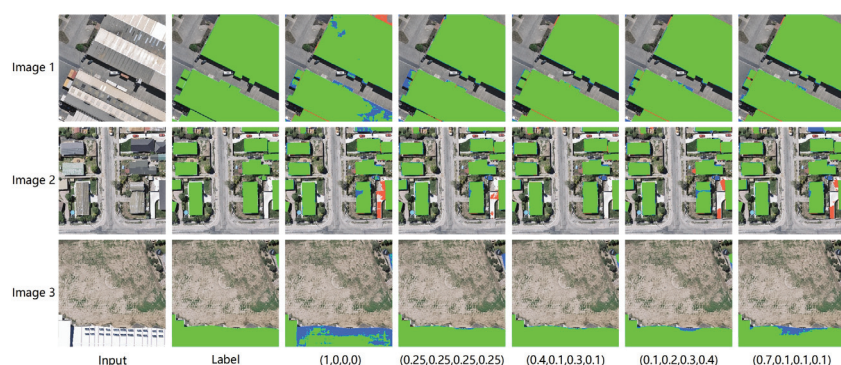 Image 1
Image 2
Image 3
Input Label (1,0,0,0) (0.25,0.25,0.25,0.25) (0.4,0.1,0.3,0.1) (0.1,0.2,0.3,0.4) (0.7,0.1,0.1,0.1)